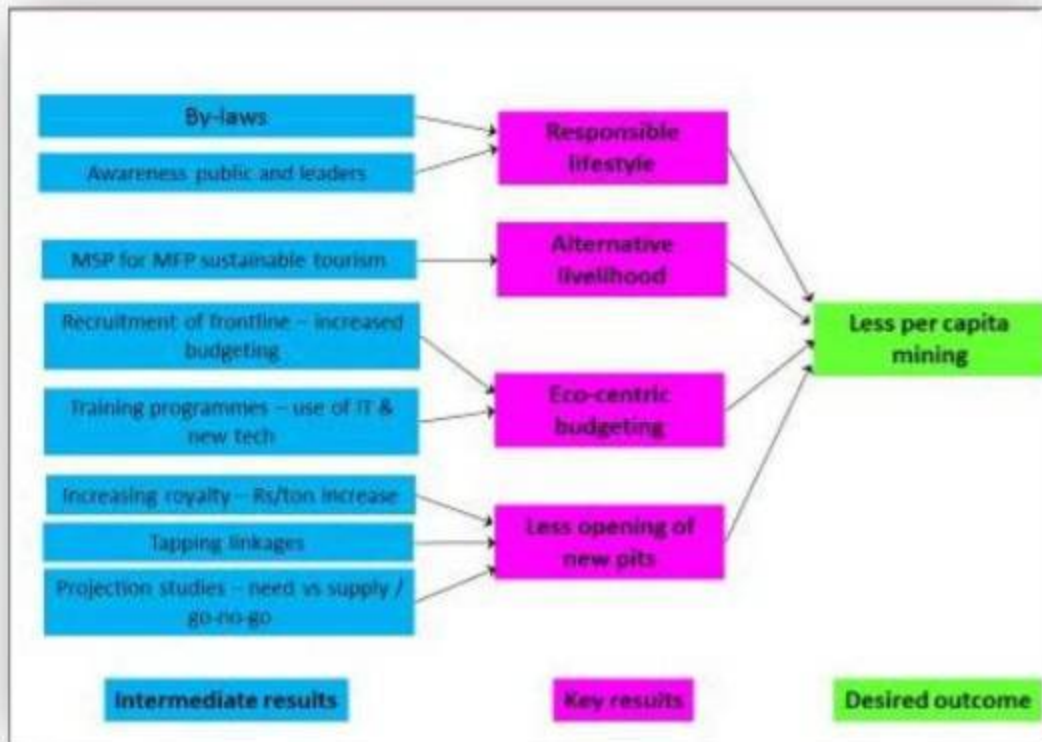 By-laws
Awareness public and leaders
MSP for MFP sustainable tourism
Recruitment of frontline – increased
budgeting
Training programmes – use of IT &
new tech
Increasing royalty – Rs/ton increase
Tapping linkages
Projection studies – need vs supply /
go-no-go
Responsible
lifestyle
Alternative
livelihood
Eco-centric
budgeting
Less opening of
new pits
Less per capita
mining
Intermediate results
Key results
Desired outcome